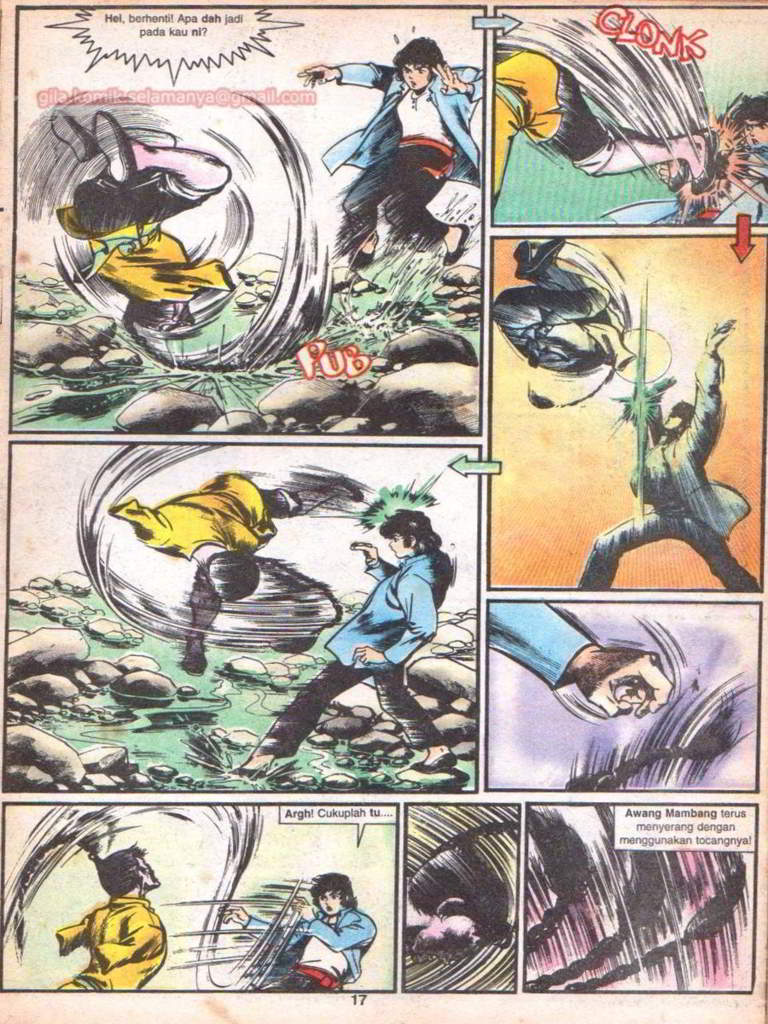 Hei, berhenti! Apa dah jadi
pada kau ni?
gila.komik.selamanya@gmail.com
PUB
CLONK
Argh! Cukuplah tu....
Awang Mambang terus
menyerang dengan
menggunakan tocangnya!
17